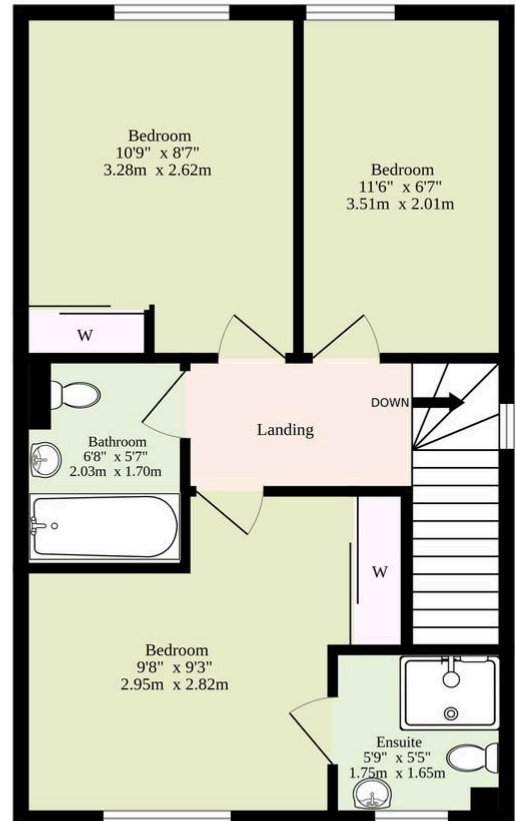 Bedroom
10'9" x 8'7"
3.28m x 2.62m
Bedroom
11'6" x 6'7"
3.51m x 2.01m
W
DOWN
Landing
Bathroom
6'8" x 5'7"
2.03m x 1.70m
W
Bedroom
9'8" x 9'3"
2.95m x 2.82m
Ensuite
5'9" x 5'5"
1.75m x 1.65m